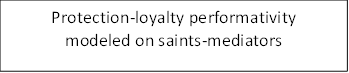 Protection-loyalty performativity
modeled on saints-mediators